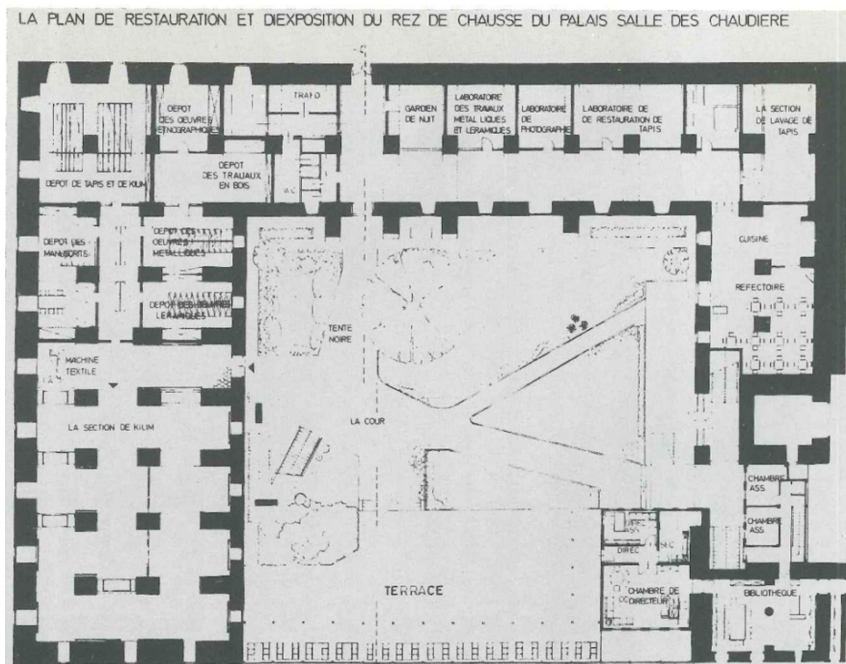 LA PLAN DE RESTAURATION ET DIEXPOSITION DU REZ DE CHAUSSE DU PALAIS SALLE DES CHAUDIERE
DEPOT
DES OEUVRES
ETNOGRAPHIQUES
TRAFO
GARDIEN
DE NUIT
LABORATOIRE
DES TRAVAUX
METAL LIQUES
ET LERAMIQUES
LABORATOIRE
DE
PHOTOGRAPHIE
LABORATOIRE DE
DE RESTAURATION DE
TAPIS
LA SECTION
DE LAVAGE DE
TAPIS
DEPOT DE TAPIS ET DE KILIM
DEPOT
DES TRAUAUX
EN BOIS
W.C
DEPOT DES
MANUSCRITS
DEPOT DES
OEUVRES
METALLIQUES
DEPOT DES OEUVRES
LERAMIQUES
CUISINE
REFECTOIRE
TENTE
NOIRE
MACHINE
TEXTILE
LA COUR
LA SECTION DE KILIM
CHAMBRE
ASS
CHAMBRE
ASS
DIREC
ASS
DIREC
SEC
TERRACE
CHAMBRE DE
DIRECTEUR
BIBLIOTHEQUE